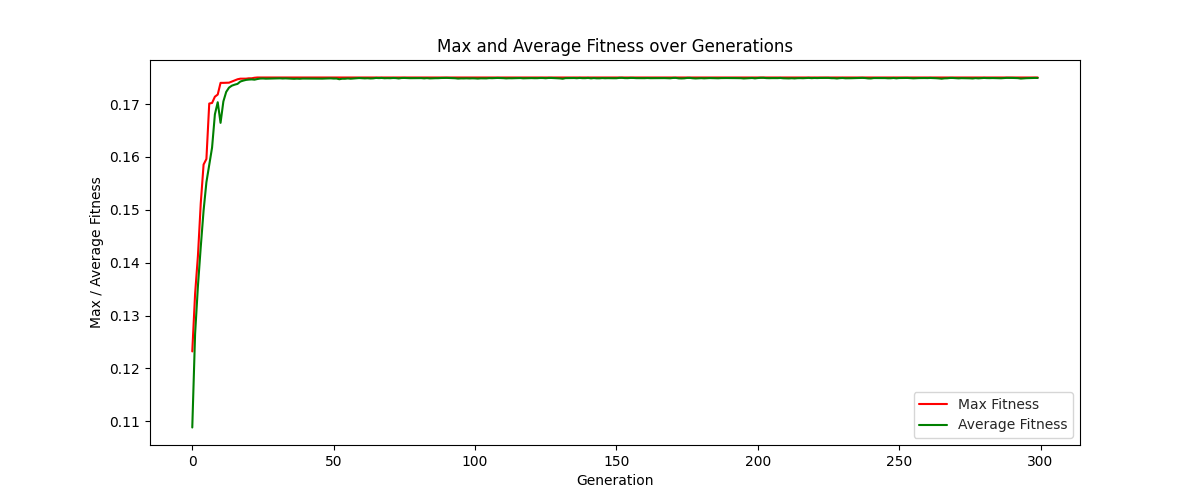 Max and Average Fitness over Generations
Max / Average Fitness
0.17
0.16
0.15
0.14
0.13
0.12
0.11
Max Fitness
Average Fitness
0 50 100 150 200 250 300
Generation